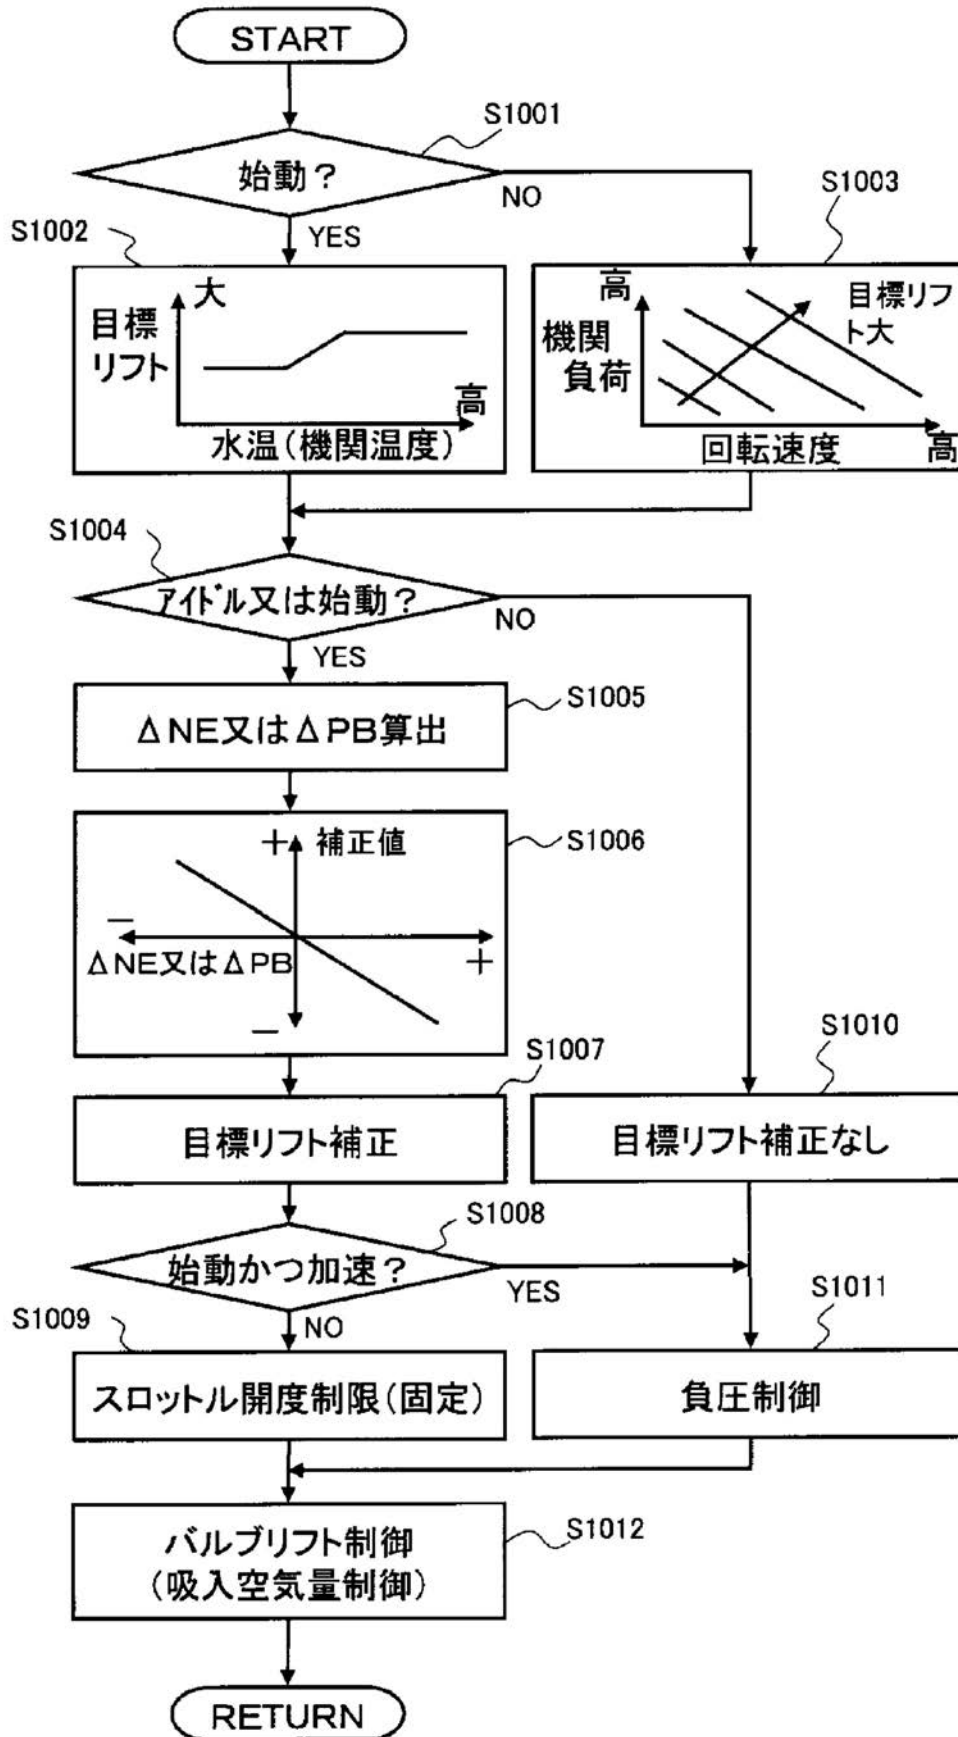 START
S1001
始動？
NO
YES
S1002
大
目標
リフト
高
水温（機関温度）
S1003
高
機関
負荷
目標リフ
ト大
回転速度
高
S1004
アイドル又は始動？
NO
YES
S1005
ΔNE又はΔPB算出
S1006
＋
補正値
－
ΔNE又はΔPB
＋
－
S1007
目標リフト補正
S1010
目標リフト補正なし
S1008
始動かつ加速？
YES
NO
S1009
スロットル開度制限（固定）
S1011
負圧制御
S1012
バルブリフト制御
（吸入空気量制御）
RETURN